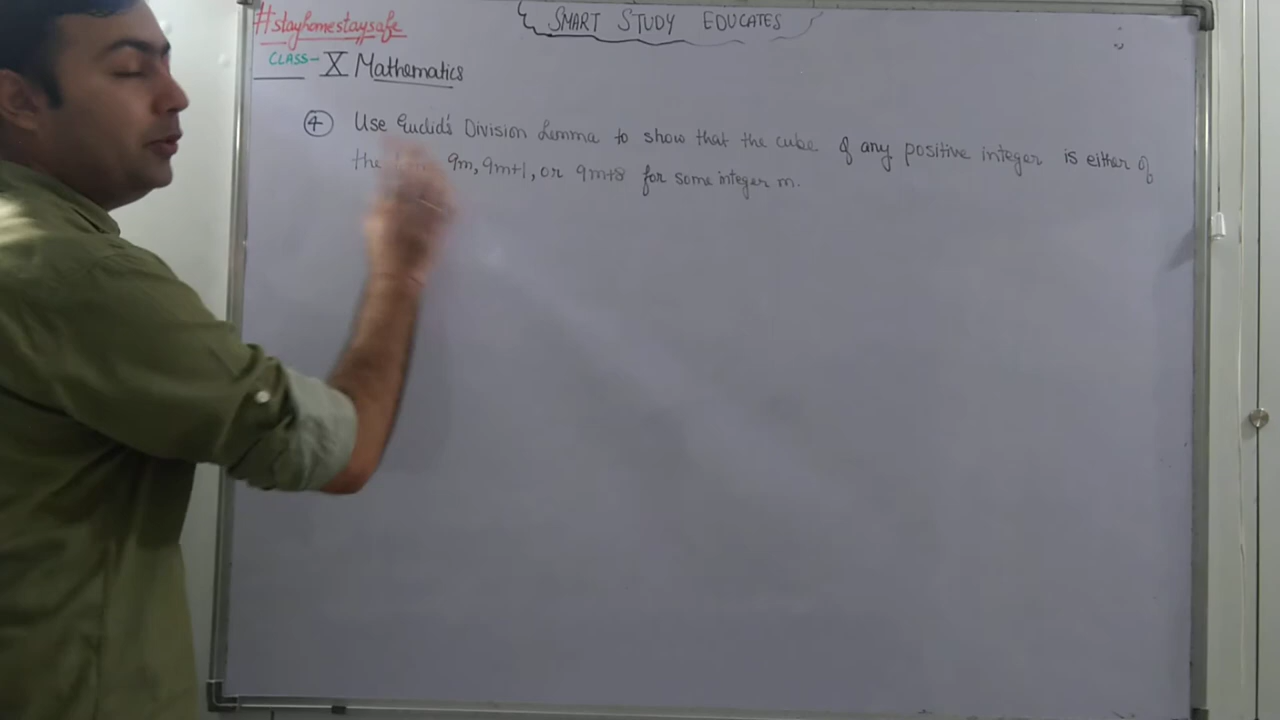 #stayhomestaysafe
SMART STUDY EDUCATES
CLASS- X Mathematics
4 Use Euclid's Division Lemma to show that the cube of any positive integer is either of
the 9m, 9m+1, or 9m+8 for some integer m.